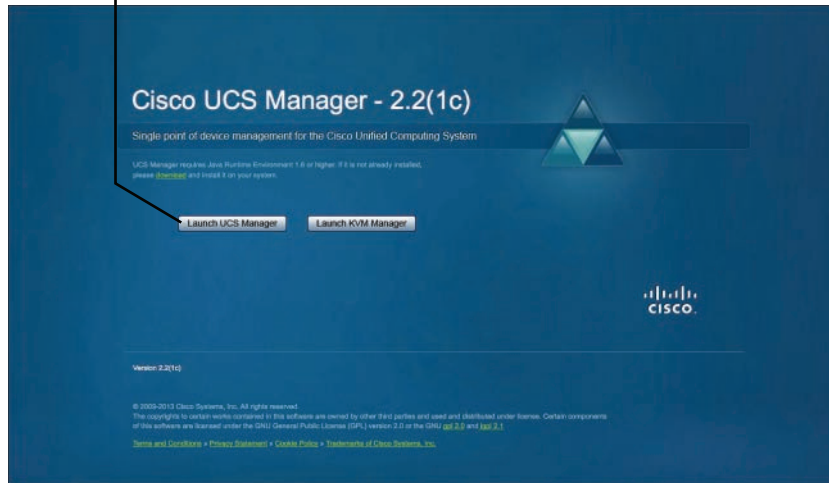 Cisco UCS Manager - 2.2(1c)
Single point of device management for the Cisco Unified Computing System
UCS Manager requires Java Runtime Environment 1.6 or higher. If it is not already installed,
please download and install it on your system.
Launch UCS Manager
Launch KVM Manager
CISCO.
Version 2.2(1c)
© 2009-2013 Cisco Systems, Inc. All rights reserved.
The copyrights to certain works contained in this software are owned by other third parties and used and distributed under license. Certain components
of this software are licensed under the GNU General Public License (GPL) version 2.0 or the GNU gpl 3.0 and lgpl 2.1
Terms and Conditions • Privacy Statement • Cookie Policy • Trademarks of Cisco Systems, Inc.